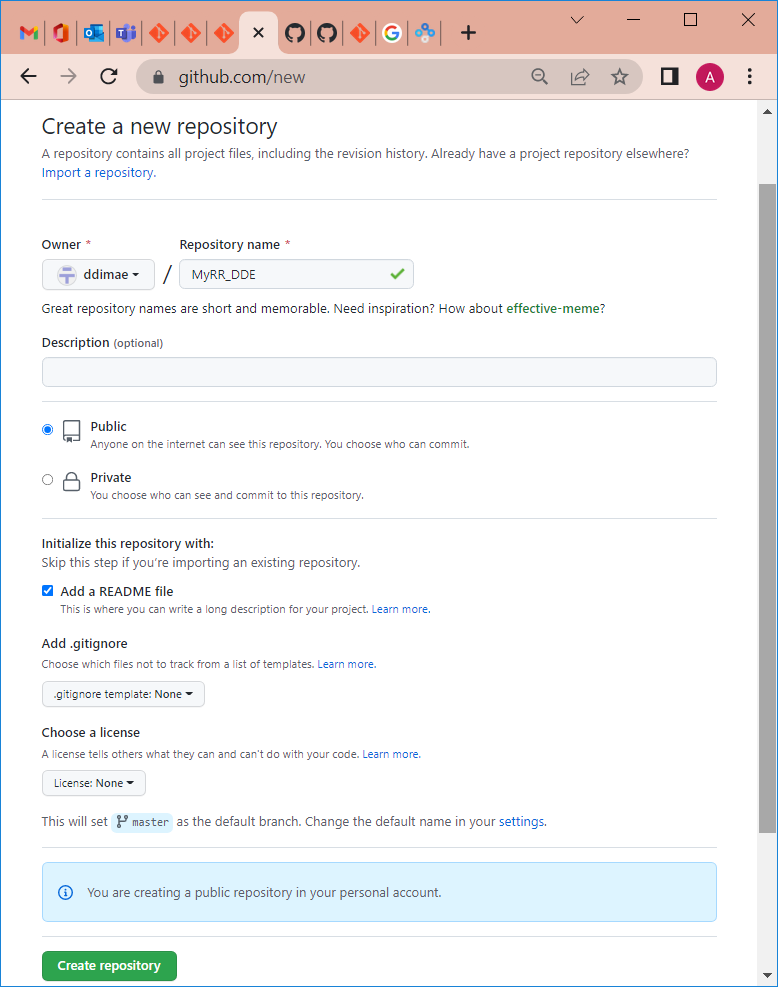 github.com/new
A
Create a new repository
A repository contains all project files, including the revision history. Already have a project repository elsewhere?
Import a repository.
Owner * Repository name *
ddimae / MyRR_DDE
Great repository names are short and memorable. Need inspiration? How about effective-meme?
Description (optional)
Public
Anyone on the internet can see this repository. You choose who can commit.
Private
You choose who can see and commit to this repository.
Initialize this repository with:
Skip this step if you're importing an existing repository.
Add a README file
This is where you can write a long description for your project. Learn more.
Add .gitignore
Choose which files not to track from a list of templates. Learn more.
.gitignore template: None
Choose a license
A license tells others what they can and can't do with your code. Learn more.
License: None
This will set master as the default branch. Change the default name in your settings.
You are creating a public repository in your personal account.
Create repository